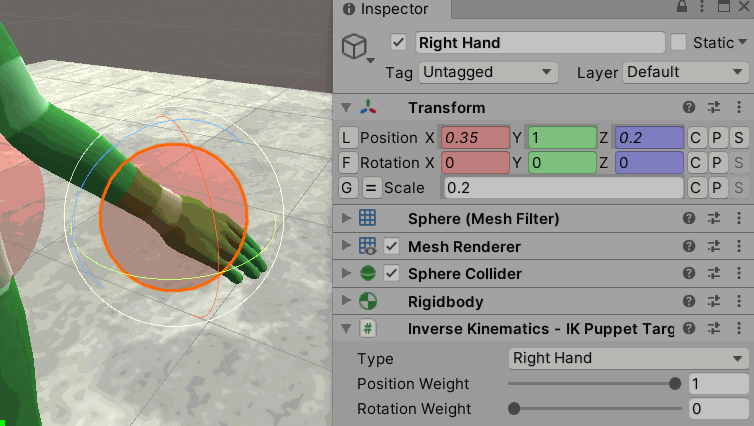 Inspector
Right Hand Static
Tag Untagged Layer Default
Transform
L Position X 0.35 Y 1 Z 0.2 C P S
F Rotation X 0 Y 0 Z 0 C P S
G = Scale 0.2 C P S
Sphere (Mesh Filter)
Mesh Renderer
Sphere Collider
Rigidbody
# Inverse Kinematics - IK Puppet Targ
Type Right Hand
Position Weight 1
Rotation Weight 0